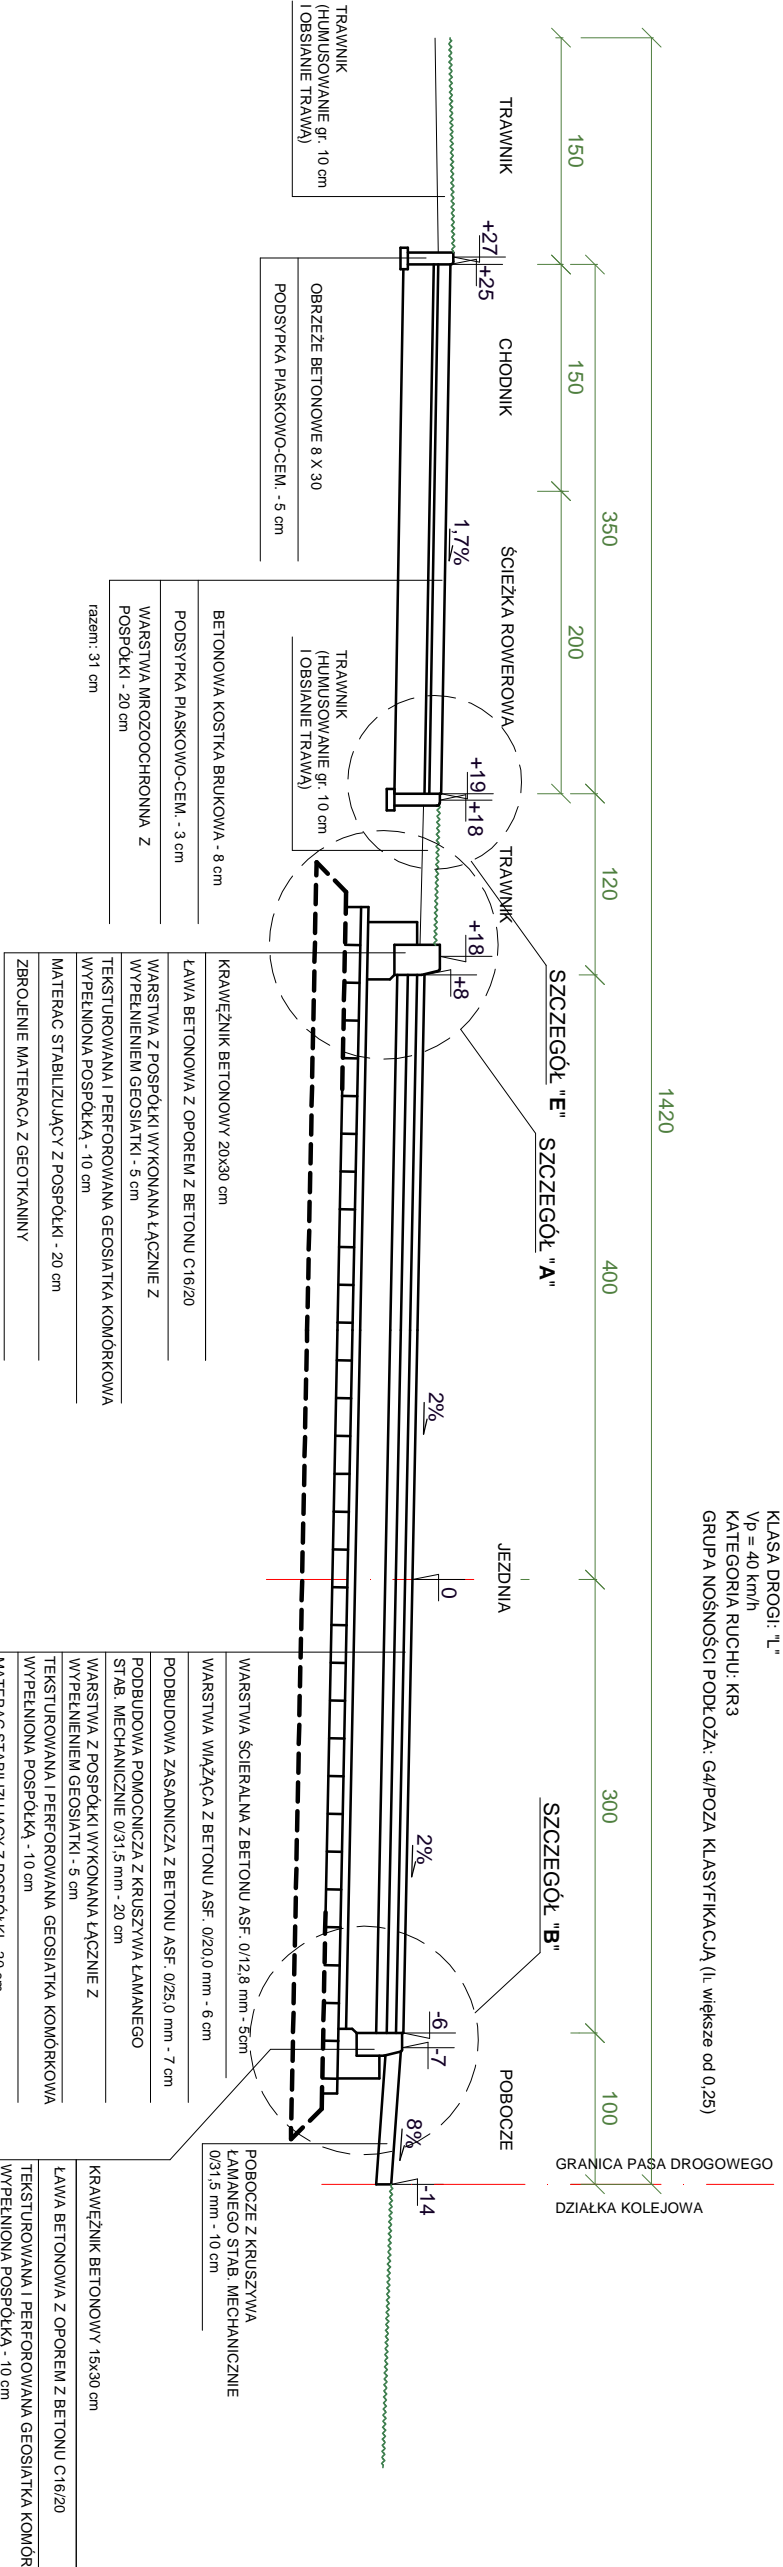 KLASA DROGI: "L"
Vp = 40 km/h
KATEGORIA RUCHU: KR3
GRUPA NOŚNOŚCI PODŁOŻA: G4/POZA KLASYFIKACJĄ (IL większe od 0,25)
1420
150
350
120
400
300
100
150
200
GRANICA PASA DROGOWEGO
DZIAŁKA KOLEJOWA
SZCZEGÓŁ "E"
SZCZEGÓŁ "A"
SZCZEGÓŁ "B"
TRAWNIK
CHODNIK
ŚCIEŻKA ROWEROWA
TRAWNIK
JEZDNIA
POBOCZE
+27
+25
1,7%
+19
+18
+18
+8
2%
0
2%
-6
-7
8%
-14
TRAWNIK
(HUMUSOWANIE gr. 10 cm
I OBSIANIE TRAWĄ)
OBRZEŻE BETONOWE 8 X 30
PODSYPKA PIASKOWO-CEM. - 5 cm
BETONOWA KOSTKA BRUKOWA - 8 cm
PODSYPKA PIASKOWO-CEM. - 3 cm
WARSTWA MROZOOCHRONNA Z
POSPÓŁKI - 20 cm
razem: 31 cm
TRAWNIK
(HUMUSOWANIE gr. 10 cm
I OBSIANIE TRAWĄ)
KRAWĘŻNIK BETONOWY 20x30 cm
ŁAWA BETONOWA Z OPOREM Z BETONU C16/20
WARSTWA Z POSPÓŁKI WYKONANA ŁĄCZNIE Z
WYPEŁNIENIEM GEOSIATKI - 5 cm
TEKSTUROWANA I PERFOROWANA GEOSIATKA KOMÓRKOWA
WYPEŁNIONA POSPÓŁKĄ - 10 cm
MATERAC STABILIZUJĄCY Z POSPÓŁKI - 20 cm
ZBROJENIE MATERACA Z GEOTKANINY
WARSTWA ŚCIERALNA Z BETONU ASF. 0/12,8 mm - 5cm
WARSTWA WIĄŻĄCA Z BETONU ASF. 0/20,0 mm - 6 cm
PODBUDOWA ZASADNICZA Z BETONU ASF. 0/25,0 mm - 7 cm
PODBUDOWA POMOCNICZA Z KRUSZYWA ŁAMANEGO
STAB. MECHANICZNIE 0/31,5 mm - 20 cm
WARSTWA Z POSPÓŁKI WYKONANA ŁĄCZNIE Z
WYPEŁNIENIEM GEOSIATKI - 5 cm
TEKSTUROWANA I PERFOROWANA GEOSIATKA KOMÓRKOWA
WYPEŁNIONA POSPÓŁKĄ - 10 cm
MATERAC STABILIZUJĄCY Z POSPÓŁKI - 20 cm
POBOCZE Z KRUSZYWA
ŁAMANEGO STAB. MECHANICZNIE
0/31,5 mm - 10 cm
KRAWĘŻNIK BETONOWY 15x30 cm
ŁAWA BETONOWA Z OPOREM Z BETONU C16/20
TEKSTUROWANA I PERFOROWANA GEOSIATKA KOMÓR
WYPEŁNIONA POSPÓŁKĄ - 10 cm